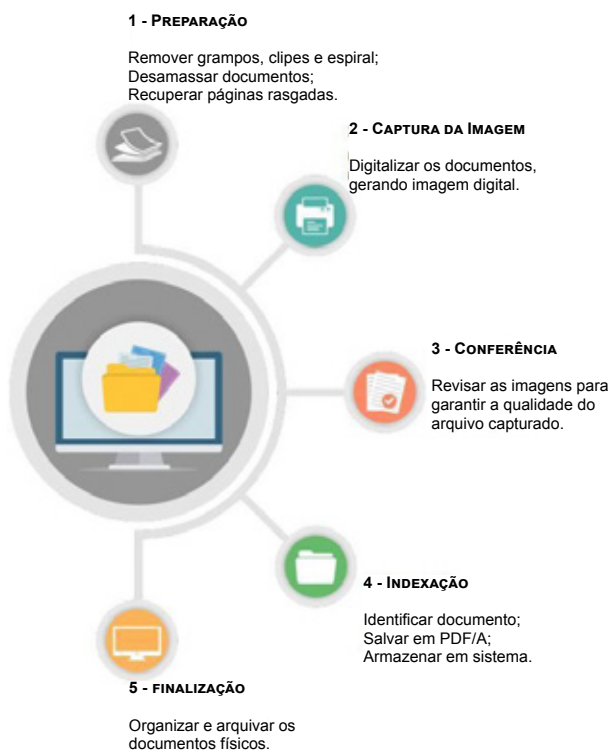 1 - PREPARAÇÃO
Remover grampos, clipes e espiral;
Desamassar documentos;
Recuperar páginas rasgadas.
2 - CAPTURA DA IMAGEM
Digitalizar os documentos,
gerando imagem digital.
3 - CONFERÊNCIA
Revisar as imagens para
garantir a qualidade do
arquivo capturado.
4 - INDEXAÇÃO
Identificar documento;
Salvar em PDF/A;
Armazenar em sistema.
5 - FINALIZAÇÃO
Organizar e arquivar os
documentos físicos.